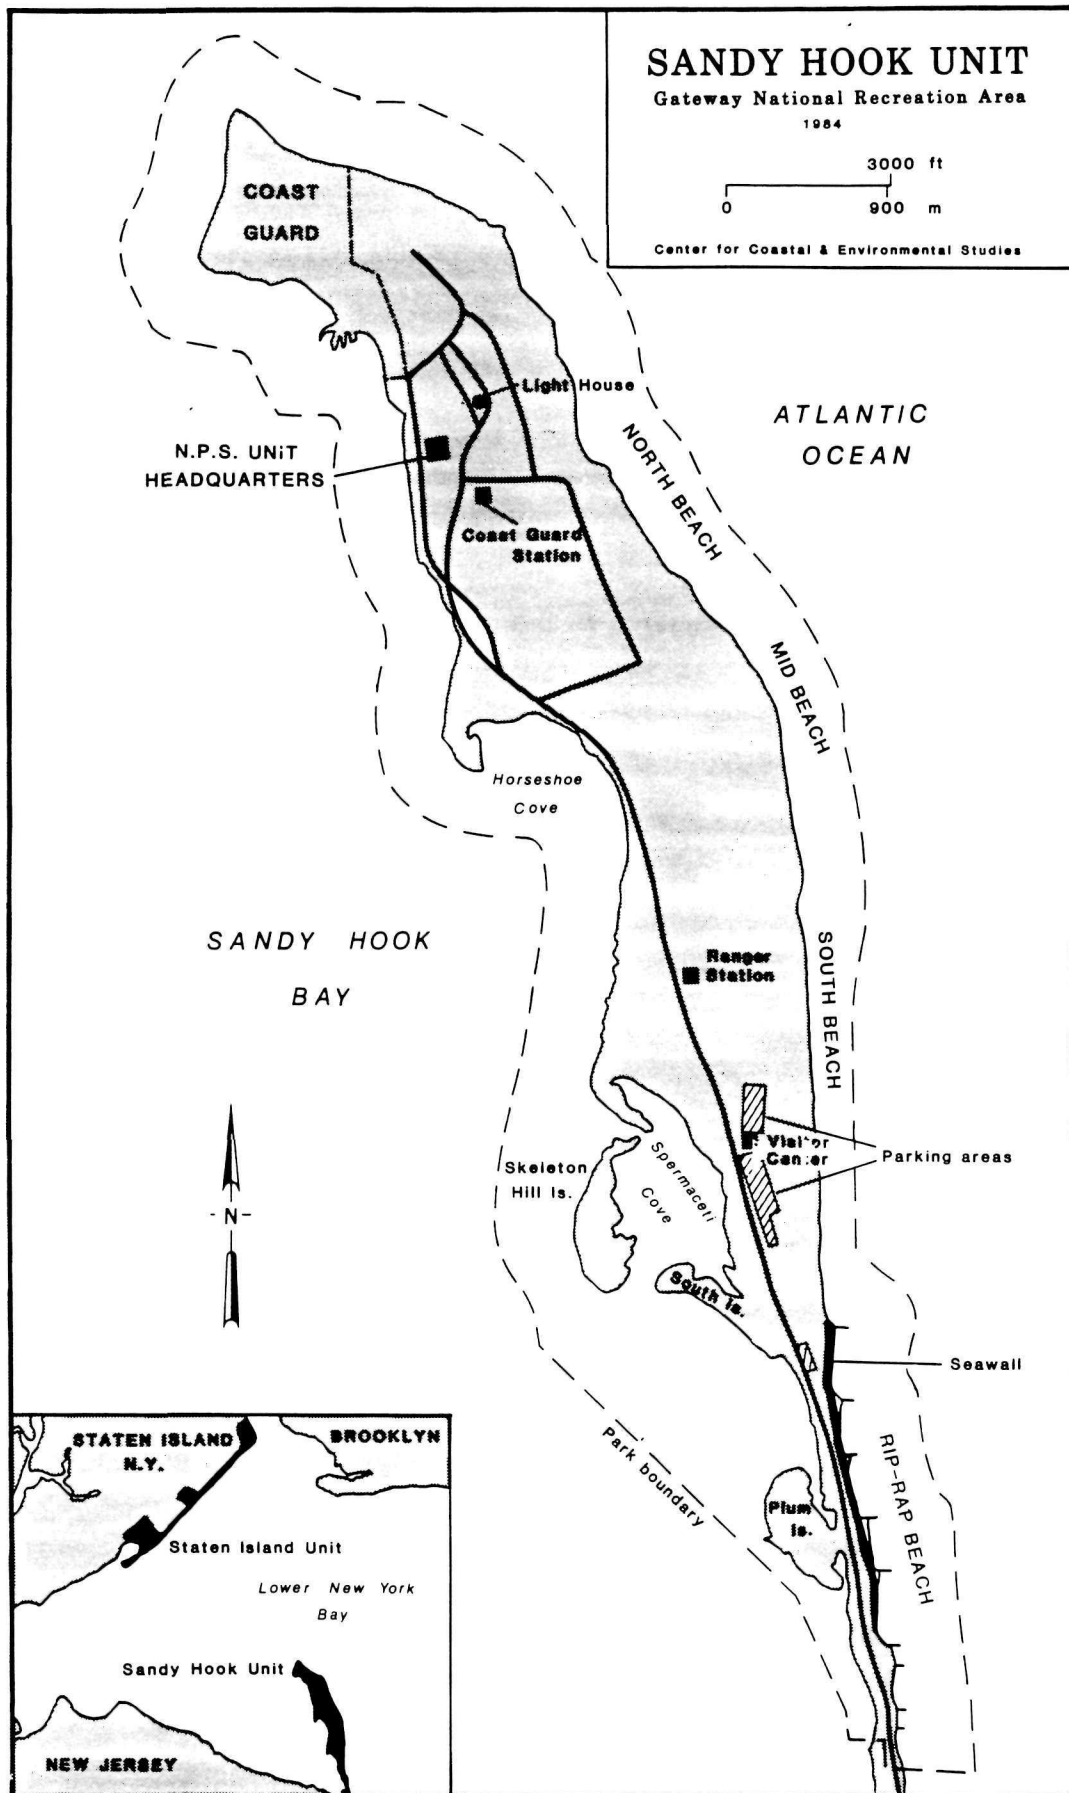 SANDY HOOK UNIT
Gateway National Recreation Area
1984
3000 ft
0
900 m
Center for Coastal & Environmental Studies
COAST
GUARD
Light House
ATLANTIC
OCEAN
N.P.S. UNiT
HEADQUARTERS
NORTH BEACH
Coast Guard
Station
MID BEACH
Horseshoe
Cove
SANDY HOOK
BAY
Ranger
Station
SOUTH BEACH
Visitor
Center
Parking areas
Skeleton
Hill Is.
Spermaceti
Cove
- N -
South Is.
Seawall
Park boundary
RIP-RAP BEACH
Plum
Is.
STATEN ISLAND
N.Y.
BROOKLYN
Staten Island Unit
Lower New York
Bay
Sandy Hook Unit
NEW JERSEY